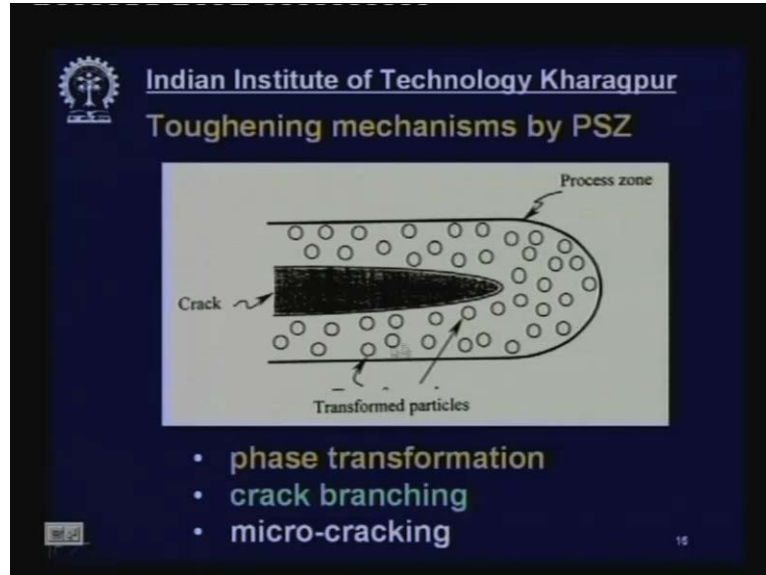 Indian Institute of Technology Kharagpur
Toughening mechanisms by PSZ
Process zone
Crack
Transformed particles
• phase transformation
• crack branching
• micro-cracking
16